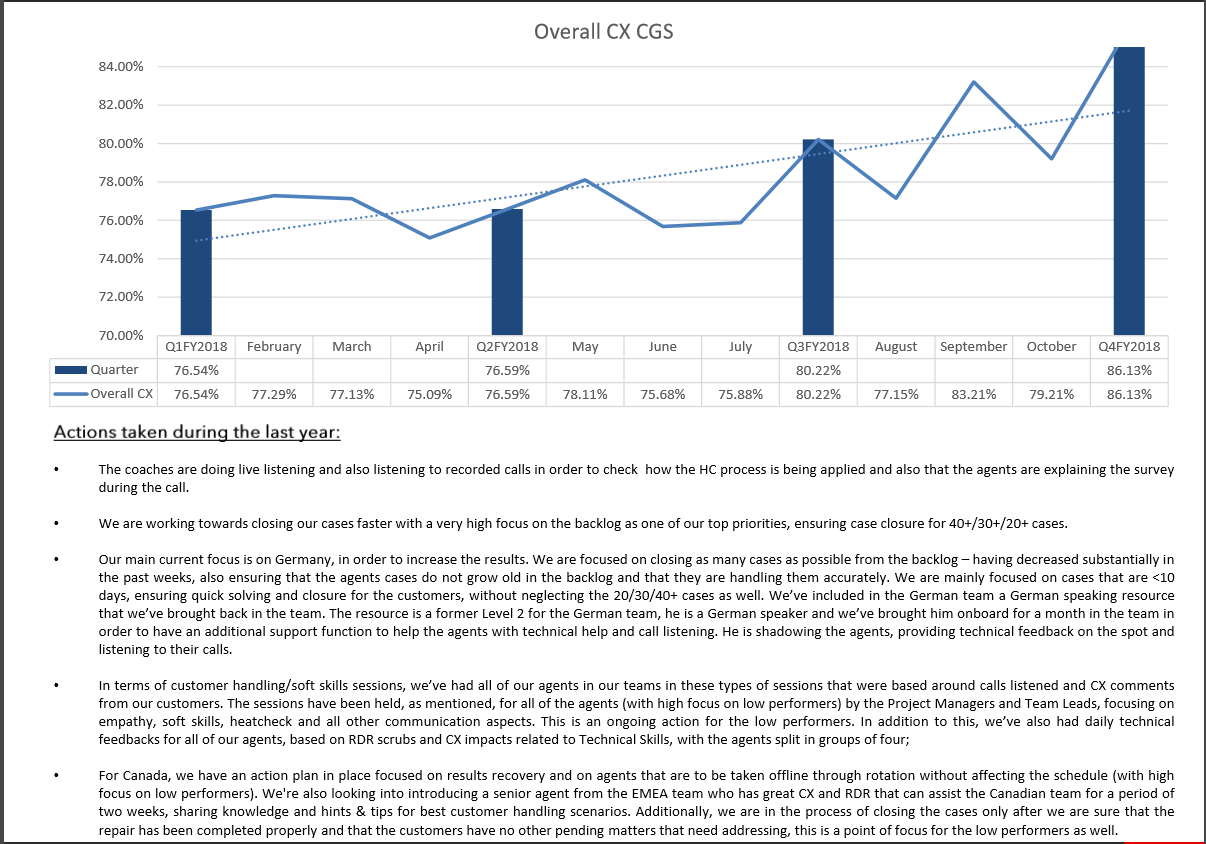 Overall CX CGS
84.00%
82.00%
80.00%
78.00%
76.00%
74.00%
72.00%
70.00%
Q1FY2018 February March April Q2FY2018 May June July Q3FY2018 August September October Q4FY2018
Quarter 76.54% 76.59% 80.22% 86.13%
Overall CX 76.54% 77.29% 77.13% 75.09% 76.59% 78.11% 75.68% 75.88% 80.22% 77.15% 83.21% 79.21% 86.13%
Actions taken during the last year:
• The coaches are doing live listening and also listening to recorded calls in order to check how the HC process is being applied and also that the agents are explaining the survey
during the call.
• We are working towards closing our cases faster with a very high focus on the backlog as one of our top priorities, ensuring case closure for 40+/30+/20+ cases.
• Our main current focus is on Germany, in order to increase the results. We are focused on closing as many cases as possible from the backlog – having decreased substantially in
the past weeks, also ensuring that the agents cases do not grow old in the backlog and that they are handling them accurately. We are mainly focused on cases that are <10
days, ensuring quick solving and closure for the customers, without neglecting the 20/30/40+ cases as well. We've included in the German team a German speaking resource
that we've brought back in the team. The resource is a former Level 2 for the German team, he is a German speaker and we've brought him onboard for a month in the team in
order to have an additional support function to help the agents with technical help and call listening. He is shadowing the agents, providing technical feedback on the spot and
listening to their calls.
• In terms of customer handling/soft skills sessions, we've had all of our agents in our teams in these types of sessions that were based around calls listened and CX comments
from our customers. The sessions have been held, as mentioned, for all of the agents (with high focus on low performers) by the Project Managers and Team Leads, focusing on
empathy, soft skills, heatcheck and all other communication aspects. This is an ongoing action for the low performers. In addition to this, we've also had daily technical
feedbacks for all of our agents, based on RDR scrubs and CX impacts related to Technical Skills, with the agents split in groups of four;
• For Canada, we have an action plan in place focused on results recovery and on agents that are to be taken offline through rotation without affecting the schedule (with high
focus on low performers). We're also looking into introducing a senior agent from the EMEA team who has great CX and RDR that can assist the Canadian team for a period of
two weeks, sharing knowledge and hints & tips for best customer handling scenarios. Additionally, we are in the process of closing the cases only after we are sure that the
repair has been completed properly and that the customers have no other pending matters that need addressing, this is a point of focus for the low performers as well.